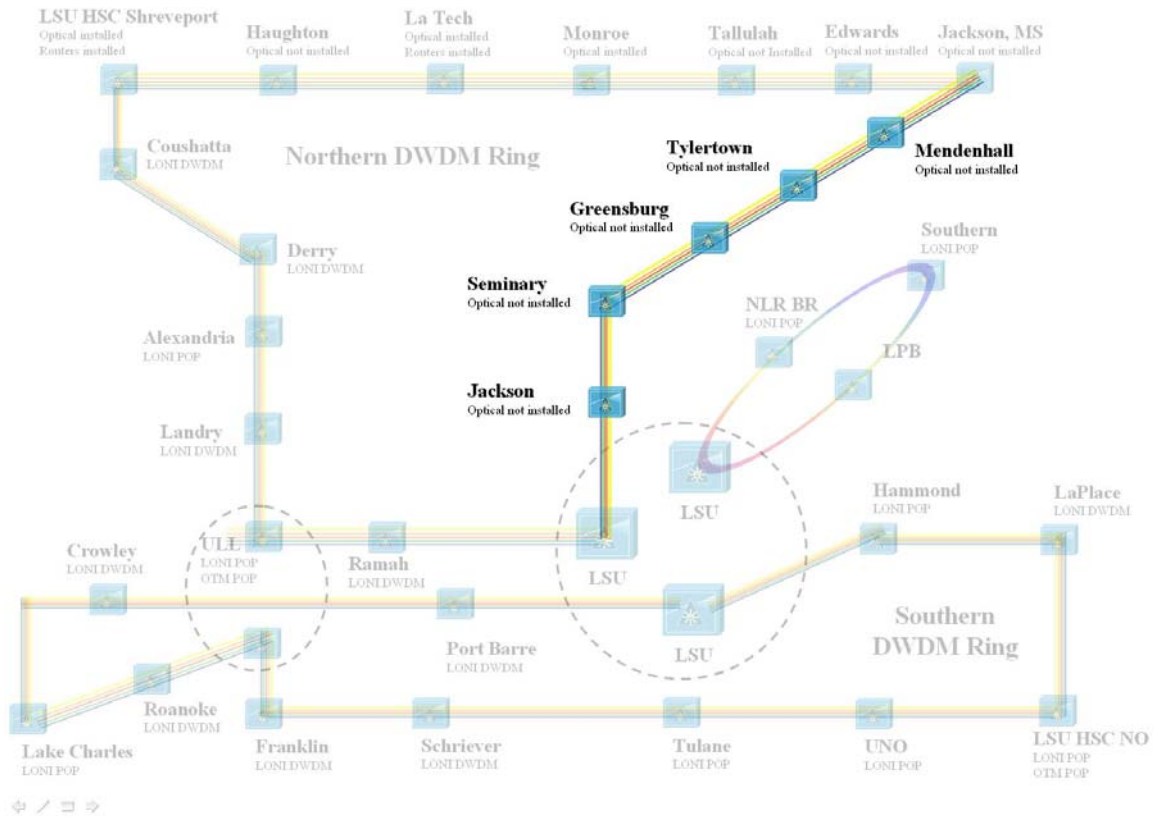 LSU HSC Shreveport
Optical installed
Routers installed
Haughton
Optical not installed
La Tech
Optical installed
Routers installed
Monroe
Optical not installed
Tallulah
Optical not Installed
Edwards
Optical not installed
Jackson, MS
Optical not installed
Coushatta
LONI DWDM
Northern DWDM Ring
Tylertown
Optical not installed
Mendenhall
Optical not installed
Greensburg
Optical not installed
Southern
LONI POP
Derry
LONI DWDM
Seminary
Optical not installed
NLR BR
LONI POP
Alexandria
LONI POP
LPB
Jackson
Optical not installed
Landry
LONI DWDM
LSU
Hammond
LONI POP
LaPlace
LONI DWDM
Crowley
LONI DWDM
ULL
LONI POP
OTM POP
Ramah
LONI DWDM
LSU
Southern
DWDM Ring
Port Barre
LONI DWDM
LSU
Roanoke
LONI DWDM
Lake Charles
LONI POP
Franklin
LONI DWDM
Schriever
LONI DWDM
Tulane
LONI POP
UNO
LONI POP
LSU HSC NO
LONI POP
OTM POP